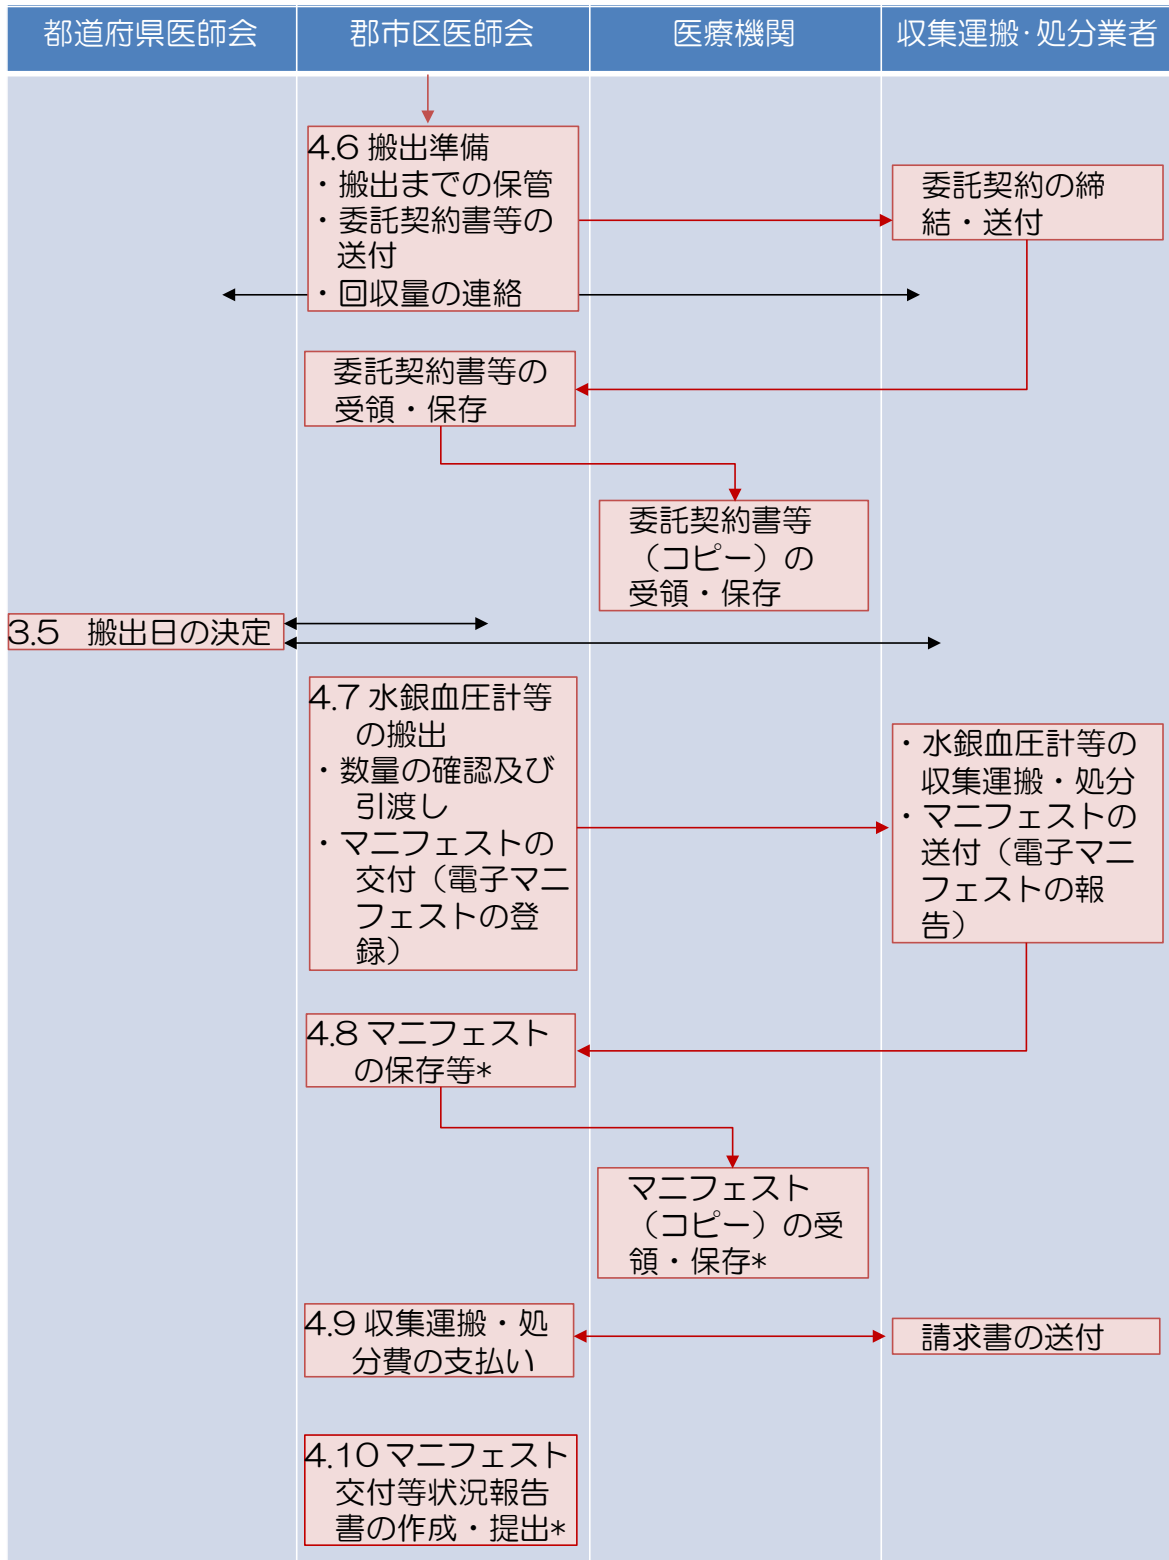 都道府県医師会
郡市区医師会
医療機関
収集運搬・処分業者
4.6 搬出準備
・搬出までの保管
・委託契約書等の
送付
・回収量の連絡
委託契約の締
結・送付
委託契約書等の
受領・保存
委託契約書等
（コピー）の
受領・保存
3.5　搬出日の決定
4.7 水銀血圧計等
の搬出
・数量の確認及び
引渡し
・マニフェストの
交付（電子マニ
フェストの登
録）
・水銀血圧計等の
収集運搬・処分
・マニフェストの
送付（電子マニ
フェストの報
告）
4.8 マニフェスト
の保存等*
マニフェスト
（コピー）の受
領・保存*
4.9 収集運搬・処
分費の支払い
請求書の送付
4.10 マニフェスト
交付等状況報告
書の作成・提出*